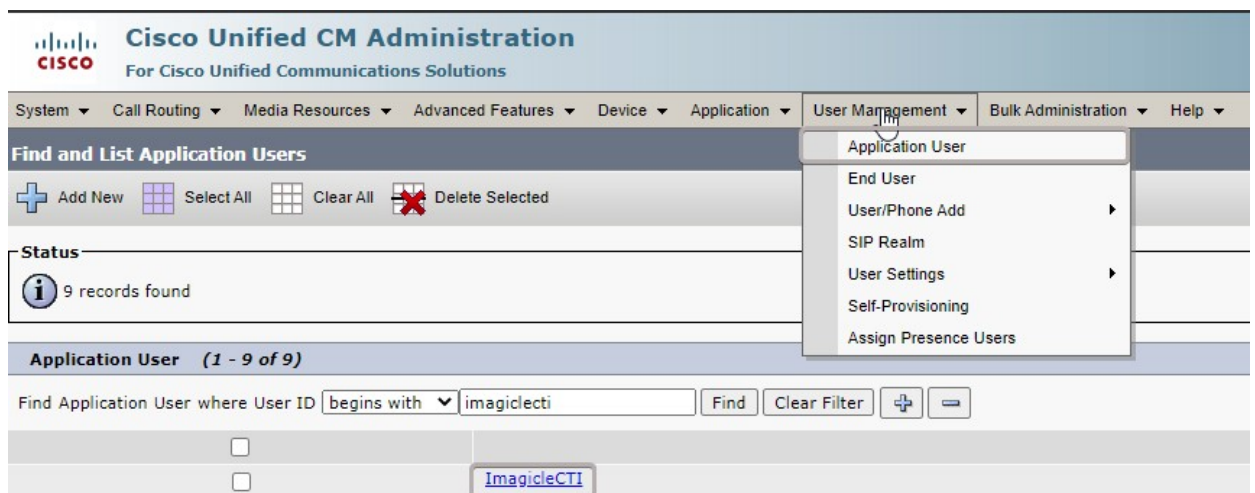 CISCO
Cisco Unified CM Administration
For Cisco Unified Communications Solutions
System Call Routing Media Resources Advanced Features Device Application User Management Bulk Administration Help
Find and List Application Users
Application User
End User
User/Phone Add
SIP Realm
User Settings
Self-Provisioning
Assign Presence Users
Add New Select All Clear All Delete Selected
Status
9 records found
Application User (1 - 9 of 9)
Find Application User where User ID begins with imagiclecti Find Clear Filter
ImagicleCTI